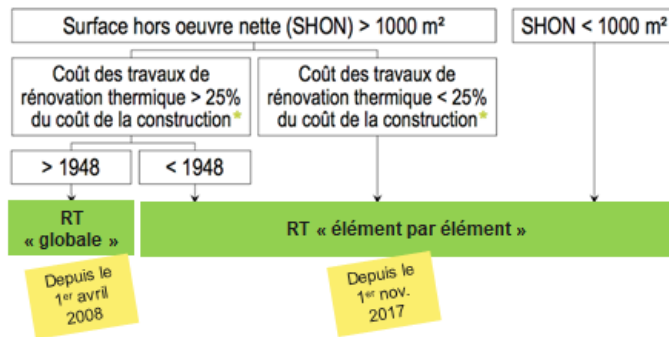 Surface hors oeuvre nette (SHON) > 1000 m²
SHON < 1000 m²
Coût des travaux de
rénovation thermique > 25%
du coût de la construction*
Coût des travaux de
rénovation thermique < 25%
du coût de la construction*
> 1948
< 1948
RT
« globale »
RT « élément par élément »
Depuis le
1er avril
2008
Depuis le
1er nov.
2017